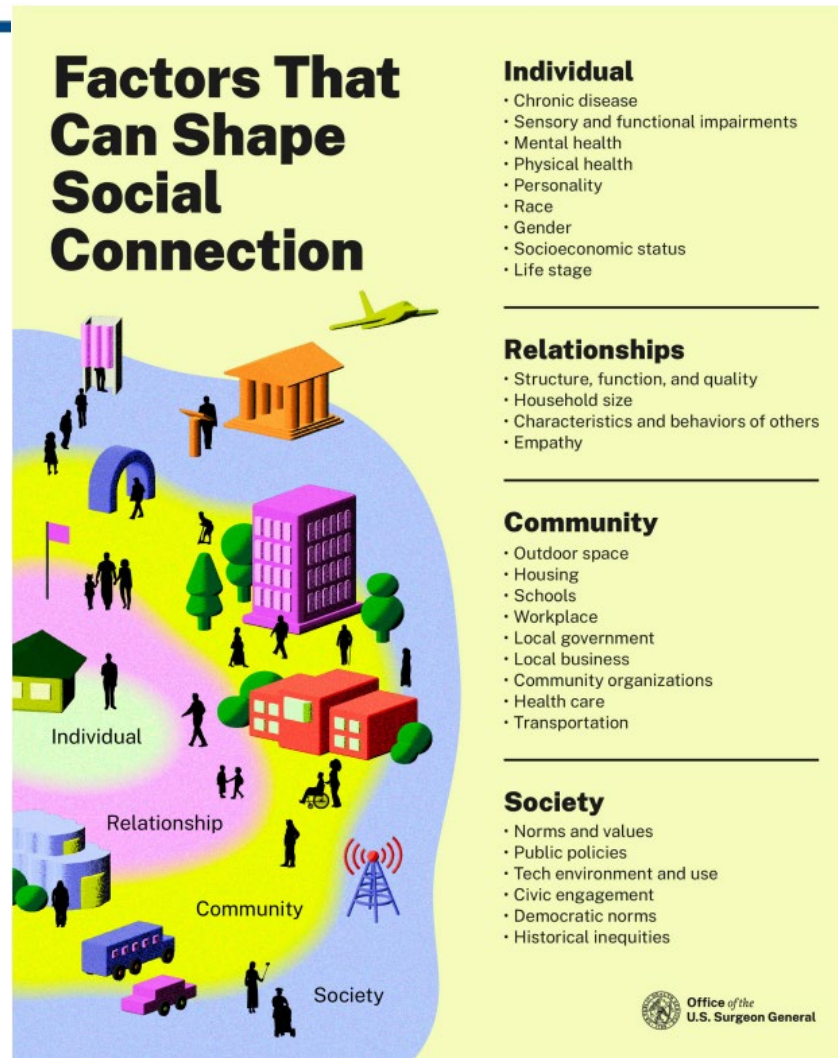 Factors That
Can Shape
Social
Connection
Individual
• Chronic disease
• Sensory and functional impairments
• Mental health
• Physical health
• Personality
• Race
• Gender
• Socioeconomic status
• Life stage
Relationships
• Structure, function, and quality
• Household size
• Characteristics and behaviors of others
• Empathy
Community
• Outdoor space
• Housing
• Schools
• Workplace
• Local government
• Local business
• Community organizations
• Health care
• Transportation
Society
• Norms and values
• Public policies
• Tech environment and use
• Civic engagement
• Democratic norms
• Historical inequities
Individual
Relationship
Community
Society
Office of the
U.S. Surgeon General